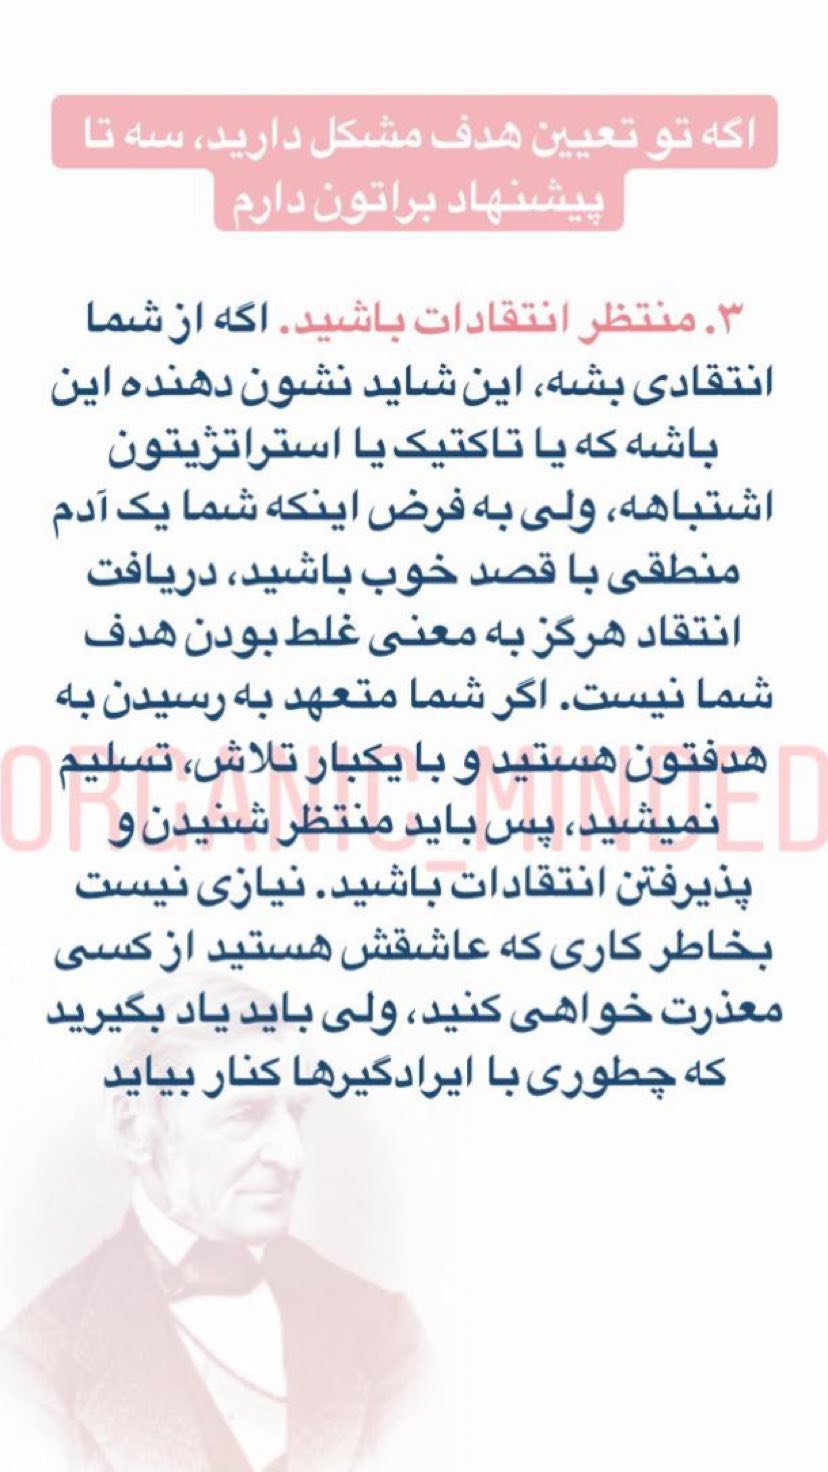 اگه تو تعیین هدف مشکل دارید، سه تا
پیشنهاد براتون دارم
۳. منتظر انتقادات باشید. اگه از شما
انتقادی بشه، این شاید نشون دهنده این
باشه که یا تاکتیک یا استراتژیتون
اشتباهه، ولی به فرض اینکه شما یک آدم
منطقی با قصد خوب باشید، دریافت
انتقاد هرگز به معنی غلط بودن هدف
شما نیست. اگر شما متعهد به رسیدن به
هدفتون هستید و با یکبار تلاش، تسلیم
نمیشید، پس باید منتظر شنیدن و
پذیرفتن انتقادات باشید. نیازی نیست
بخاطر کاری که عاشقش هستید از کسی
معذرت خواهی کنید، ولی باید یاد بگیرید
که چطوری با ایرادگیرها کنار بیاید
ORGANIC_MINDED